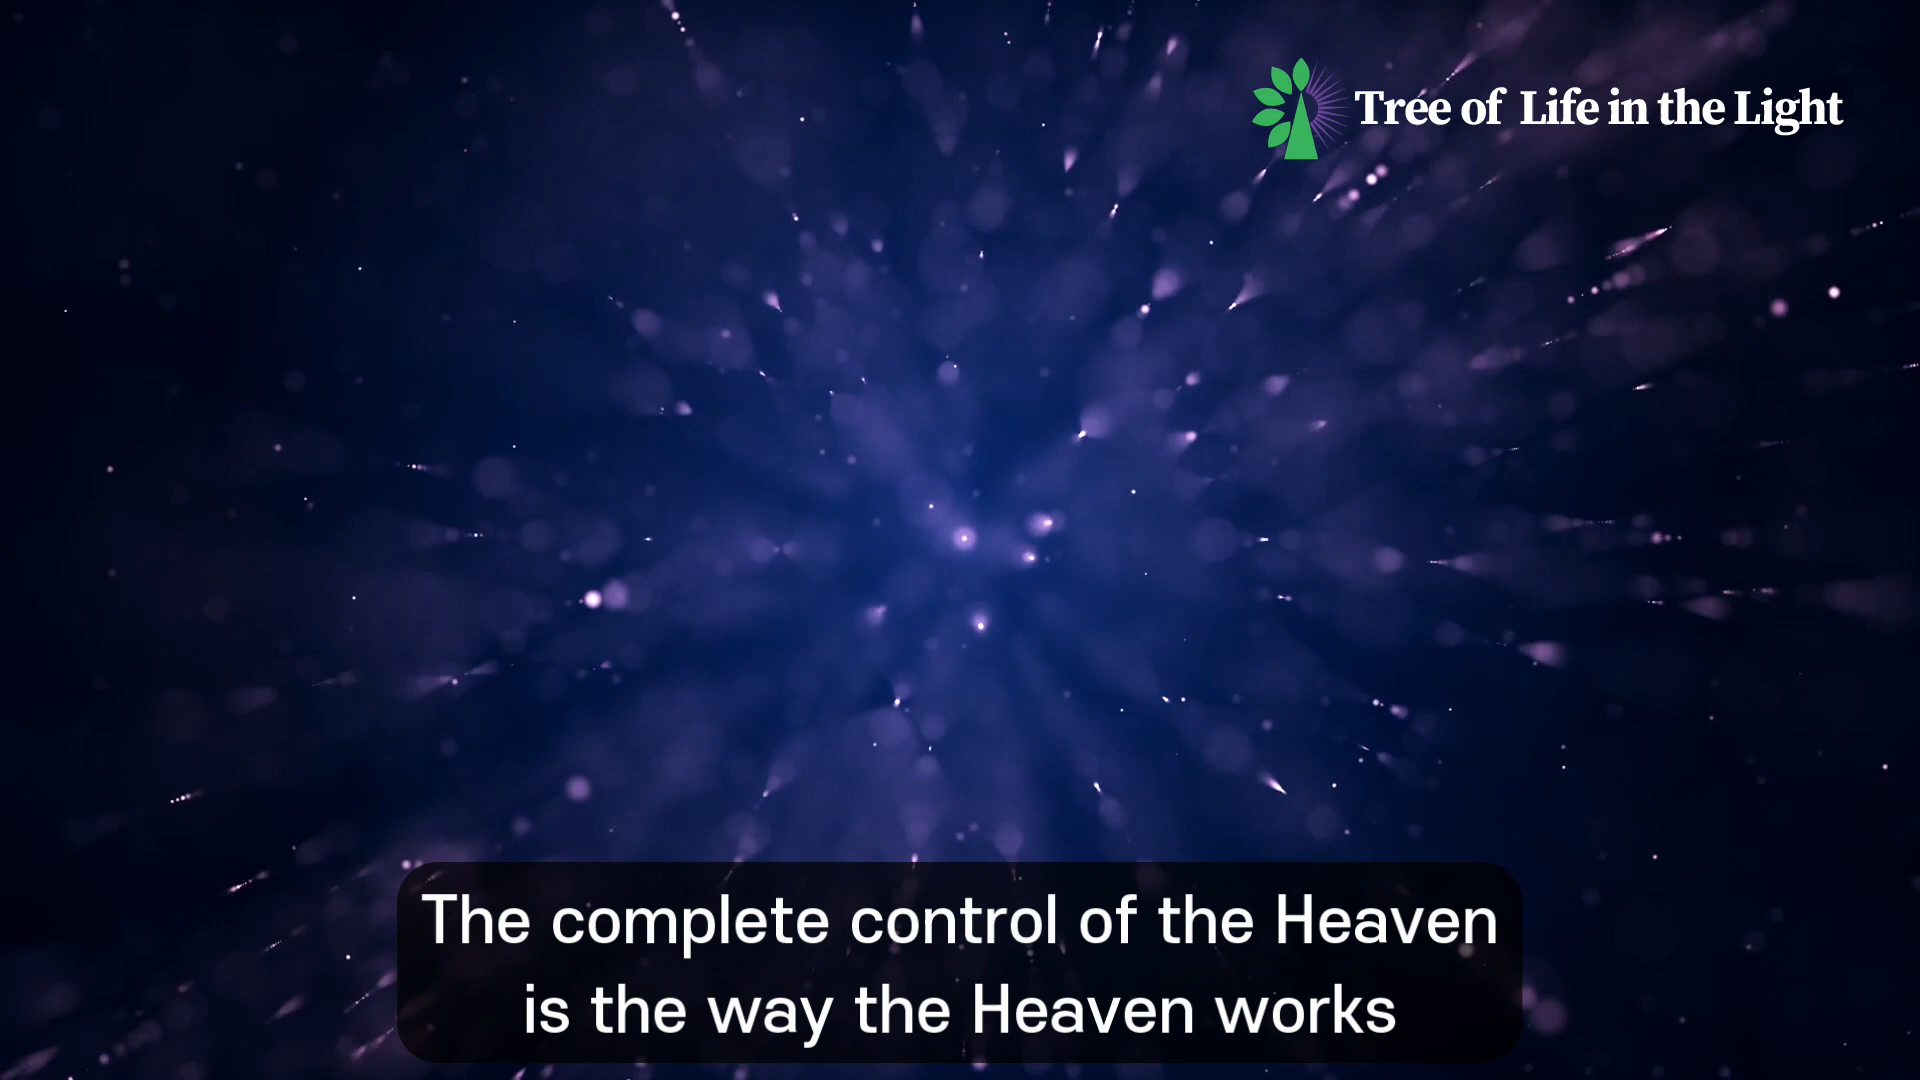 Tree of Life in the Light
The complete control of the Heaven
is the way the Heaven works